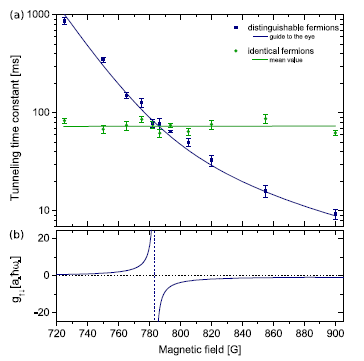 (a)
1000
100
10
Tunneling time constant [ms]
distinguishable fermions
guide to the eye
identical fermions
mean value
(b)
20
0
-20
g↑↓[a∥ħω∥]
720 740 760 780 800 820 840 860 880 900
Magnetic field [G]